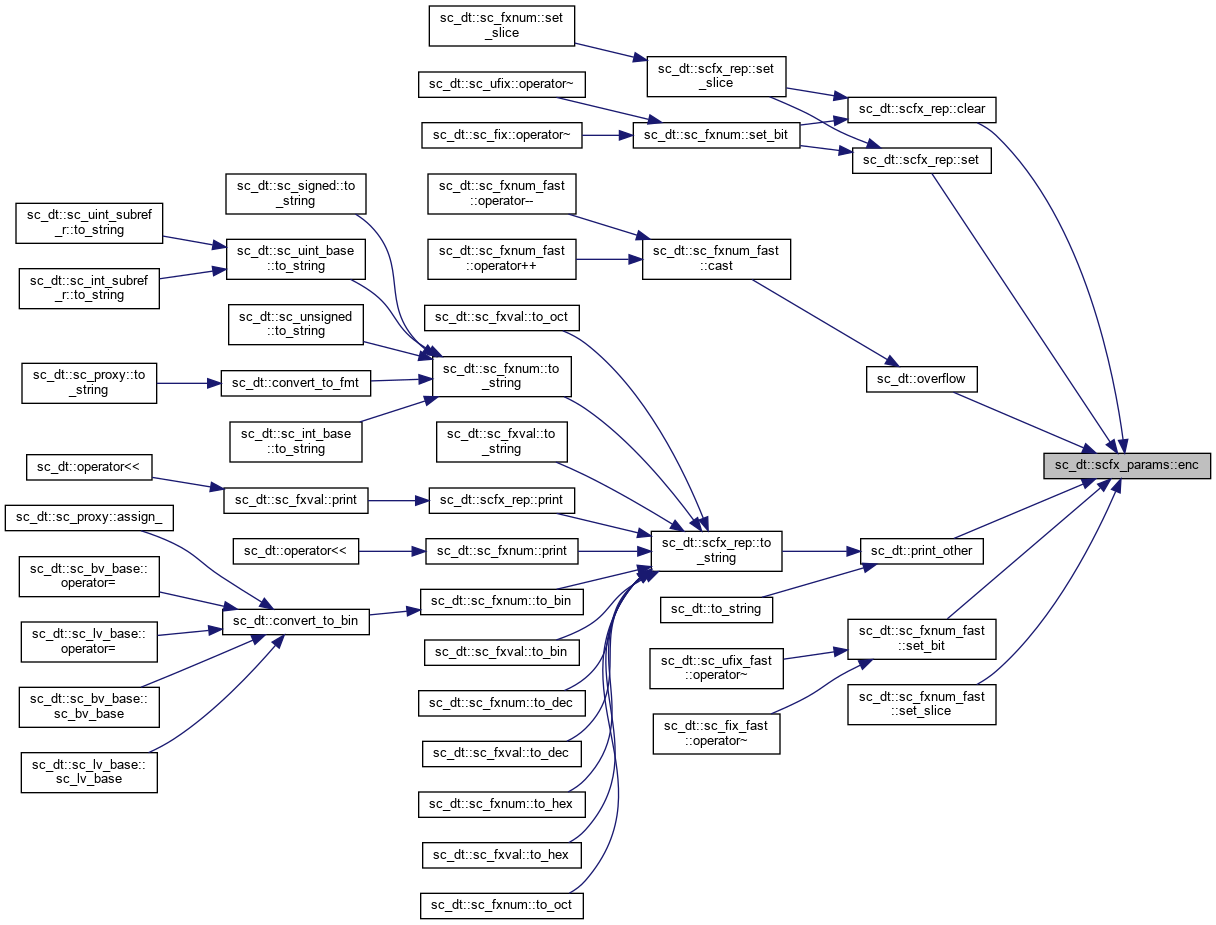 sc_dt::sc_fxnum::set
_slice
sc_dt::scfx_rep::set
_slice
sc_dt::sc_ufix::operator~
sc_dt::scfx_rep::clear
sc_dt::sc_fix::operator~
sc_dt::sc_fxnum::set_bit
sc_dt::scfx_rep::set
sc_dt::sc_signed::to
_string
sc_dt::sc_fxnum_fast
::operator--
sc_dt::sc_uint_subref
_r::to_string
sc_dt::sc_uint_base
::to_string
sc_dt::sc_fxnum_fast
::operator++
sc_dt::sc_fxnum_fast
::cast
sc_dt::sc_int_subref
_r::to_string
sc_dt::sc_unsigned
::to_string
sc_dt::sc_fxval::to_oct
sc_dt::sc_fxnum::to
_string
sc_dt::sc_proxy::to
_string
sc_dt::convert_to_fmt
sc_dt::overflow
sc_dt::sc_int_base
::to_string
sc_dt::sc_fxval::to
_string
sc_dt::operator<<
sc_dt::scfx_params::enc
sc_dt::sc_fxval::print
sc_dt::scfx_rep::print
sc_dt::sc_proxy::assign_
sc_dt::operator<<
sc_dt::sc_fxnum::print
sc_dt::scfx_rep::to
_string
sc_dt::print_other
sc_dt::sc_bv_base::
operator=
sc_dt::sc_fxnum::to_bin
sc_dt::to_string
sc_dt::convert_to_bin
sc_dt::sc_lv_base::
operator=
sc_dt::sc_fxval::to_bin
sc_dt::sc_fxnum_fast
::set_bit
sc_dt::sc_ufix_fast
::operator~
sc_dt::sc_bv_base::
sc_bv_base
sc_dt::sc_fxnum::to_dec
sc_dt::sc_fxnum_fast
::set_slice
sc_dt::sc_fix_fast
::operator~
sc_dt::sc_fxval::to_dec
sc_dt::sc_lv_base::
sc_lv_base
sc_dt::sc_fxnum::to_hex
sc_dt::sc_fxval::to_hex
sc_dt::sc_fxnum::to_oct